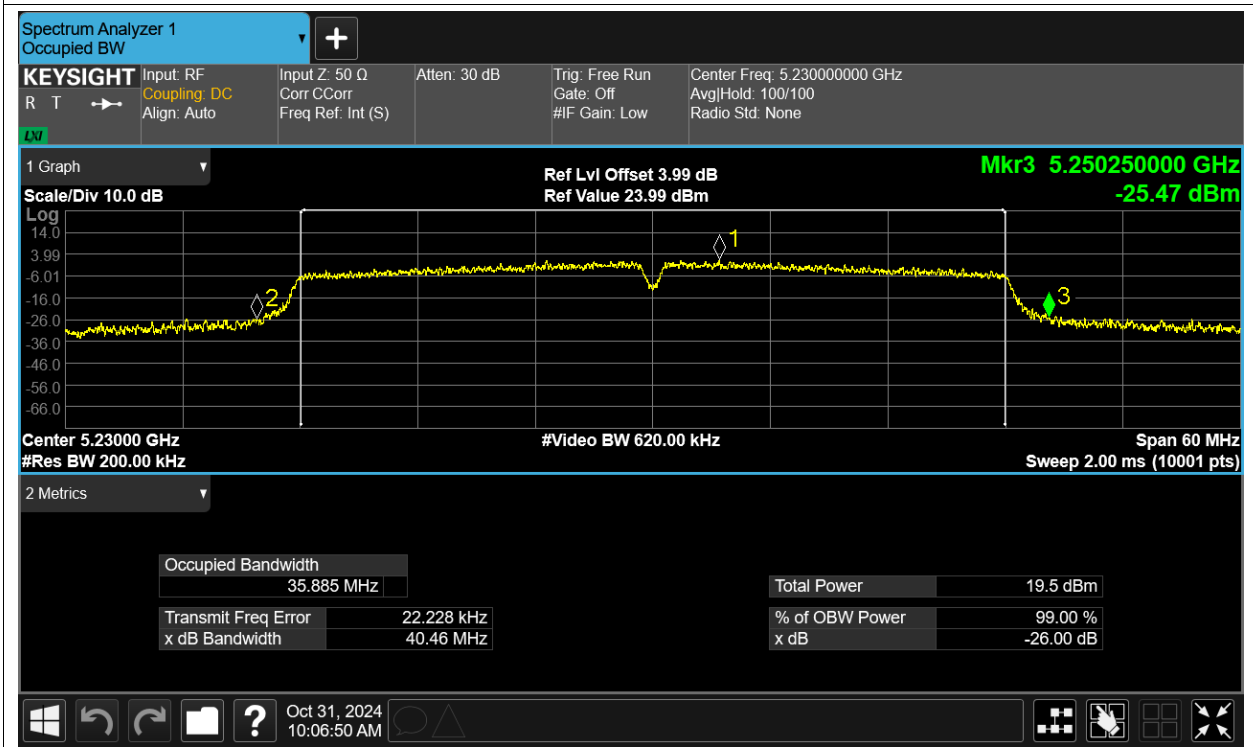 Spectrum Analyzer 1
Occupied BW
KEYSIGHT
R T
LXI
Input: RF
Coupling: DC
Align: Auto
Input Z: 50 Ω
Corr CCorr
Freq Ref: Int (S)
Atten: 30 dB
Trig: Free Run
Gate: Off
#IF Gain: Low
Center Freq: 5.230000000 GHz
Avg|Hold: 100/100
Radio Std: None
1 Graph
Scale/Div 10.0 dB
Ref Lvl Offset 3.99 dB
Ref Value 23.99 dBm
Mkr3 5.250250000 GHz
-25.47 dBm
Log
14.0
3.99
-6.01
-16.0
-26.0
-36.0
-46.0
-56.0
-66.0
1
2
3
Center 5.23000 GHz
#Res BW 200.00 kHz
#Video BW 620.00 kHz
Span 60 MHz
Sweep 2.00 ms (10001 pts)
2 Metrics
Occupied Bandwidth
35.885 MHz
Transmit Freq Error 22.228 kHz
x dB Bandwidth 40.46 MHz
Total Power 19.5 dBm
% of OBW Power 99.00 %
x dB -26.00 dB
?
Oct 31, 2024
10:06:50 AM